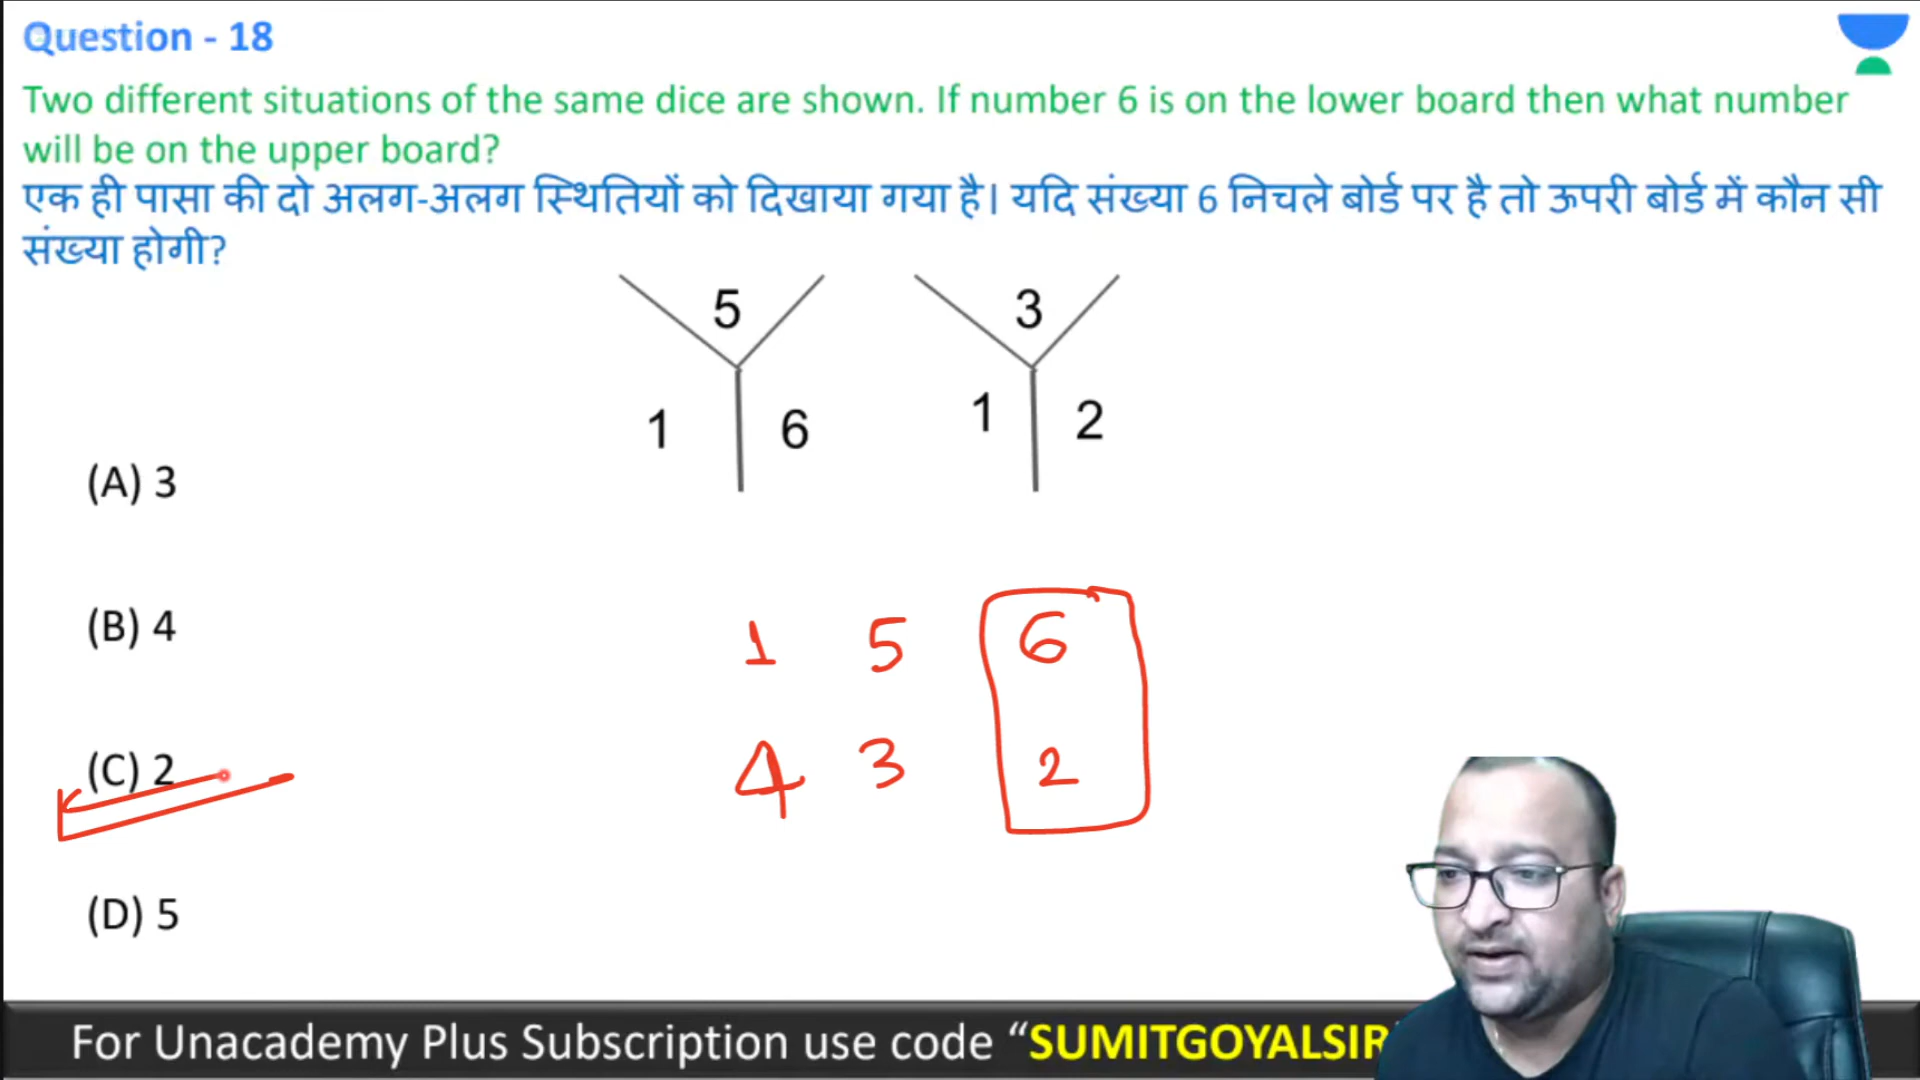 Question - 18
Two different situations of the same dice are shown. If number 6 is on the lower board then what number
will be on the upper board?
एक ही पासा की दो अलग-अलग स्थितियों को दिखाया गया है। यदि संख्या 6 निचले बोर्ड पर है तो ऊपरी बोर्ड में कौन सी
संख्या होगी?
5 3
1 6 1 2
(A) 3
(B) 4
1 5 6
(C) 2
4 3 2
(D) 5
For Unacademy Plus Subscription use code “SUMITGOYALSIR